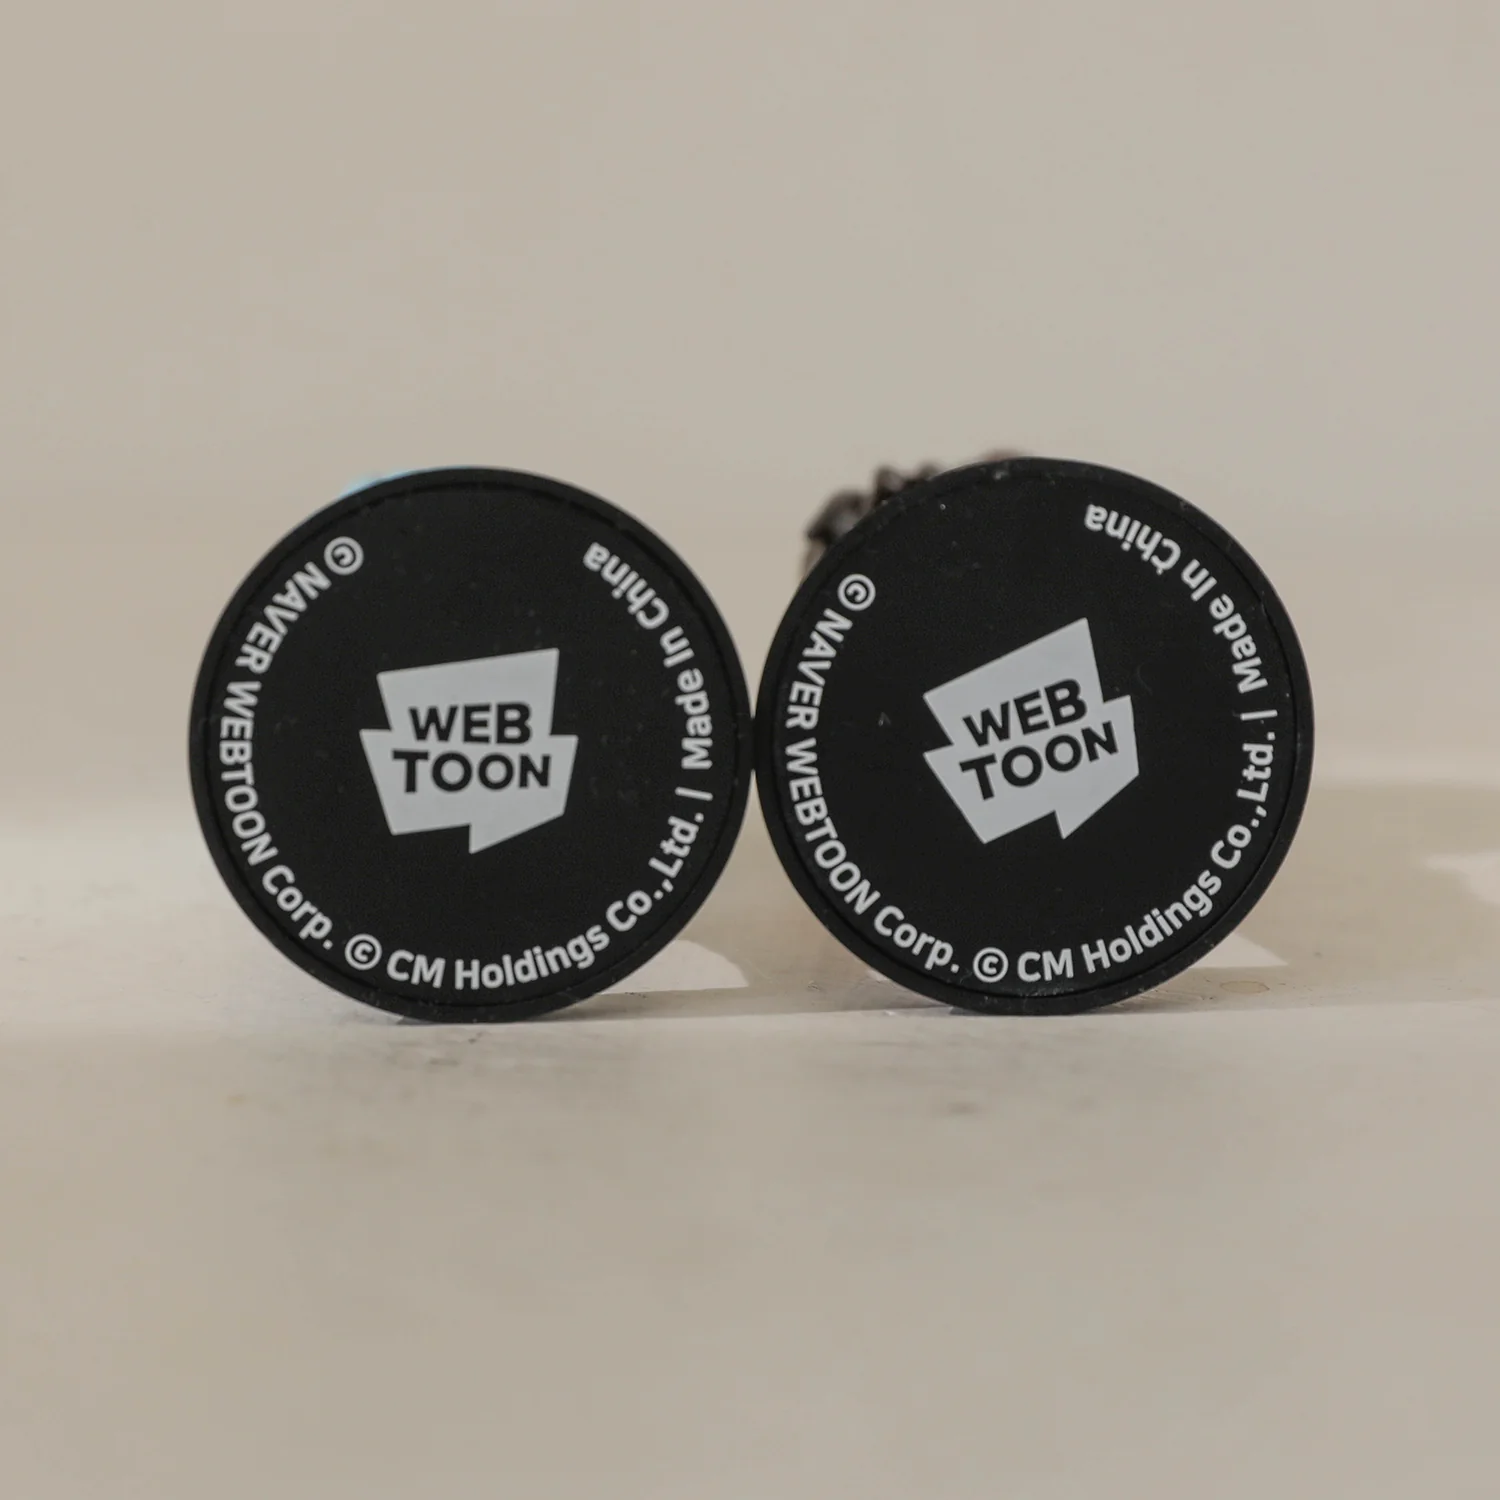 WEB
TOON
© NAVER WEBTOON Corp. © CM Holdings Co.,Ltd. | Made In China
WEB
TOON
© NAVER WEBTOON Corp. © CM Holdings Co.,Ltd. | Made In China